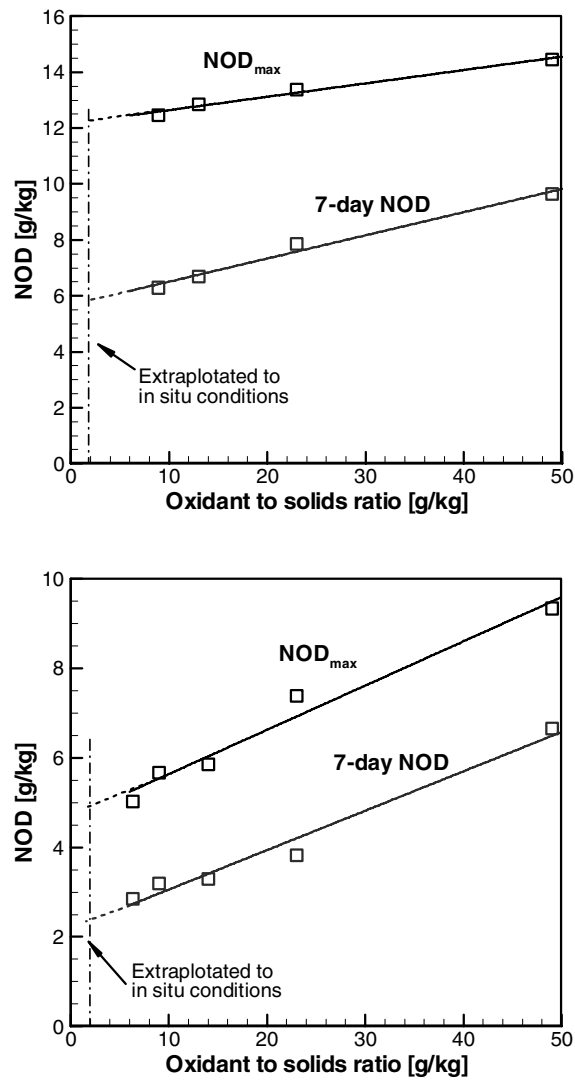 16
14
12
10
8
6
4
2
0
NOD [g/kg]
NODmax
7-day NOD
Extraplotated to
in situ conditions
0 10 20 30 40 50
Oxidant to solids ratio [g/kg]
10
8
6
4
2
0
NOD [g/kg]
NODmax
7-day NOD
Extraplotated to
in situ conditions
0 10 20 30 40 50
Oxidant to solids ratio [g/kg]